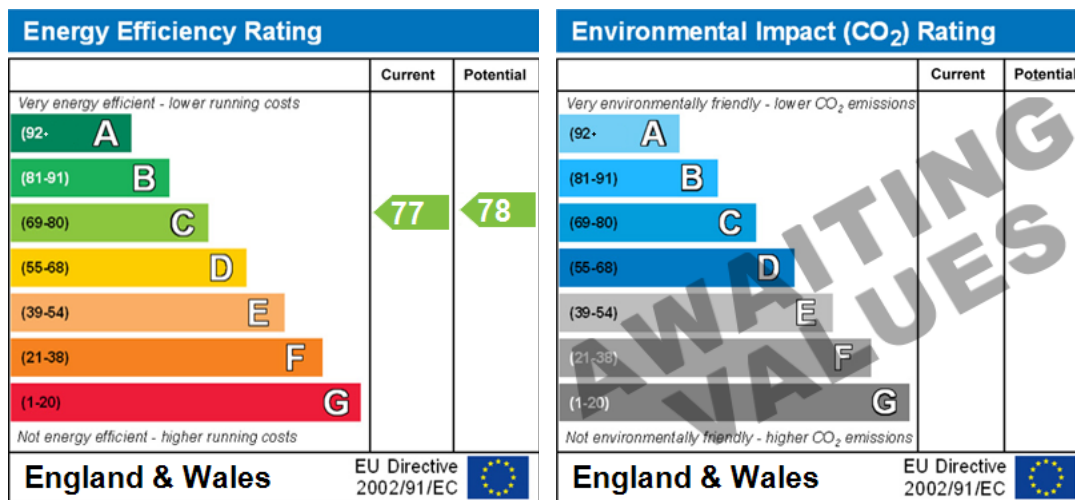 Energy Efficiency Rating
Current Potential
Very energy efficient - lower running costs
(92- A
(81-91) B
(69-80) C
77 78
(55-68) D
(39-54) E
(21-38) F
(1-20) G
Not energy efficient - higher running costs
England & Wales
EU Directive
2002/91/EC
Environmental Impact (CO2) Rating
Current Potential
Very environmentally friendly - lower CO2 emissions
(92- A
(81-91) B
(69-80) C
(55-68) D
(39-54) E
(21-38) F
(1-20) G
AWAITING
VALUES
Not environmentally friendly - higher CO2 emissions
England & Wales
EU Directive
2002/91/EC